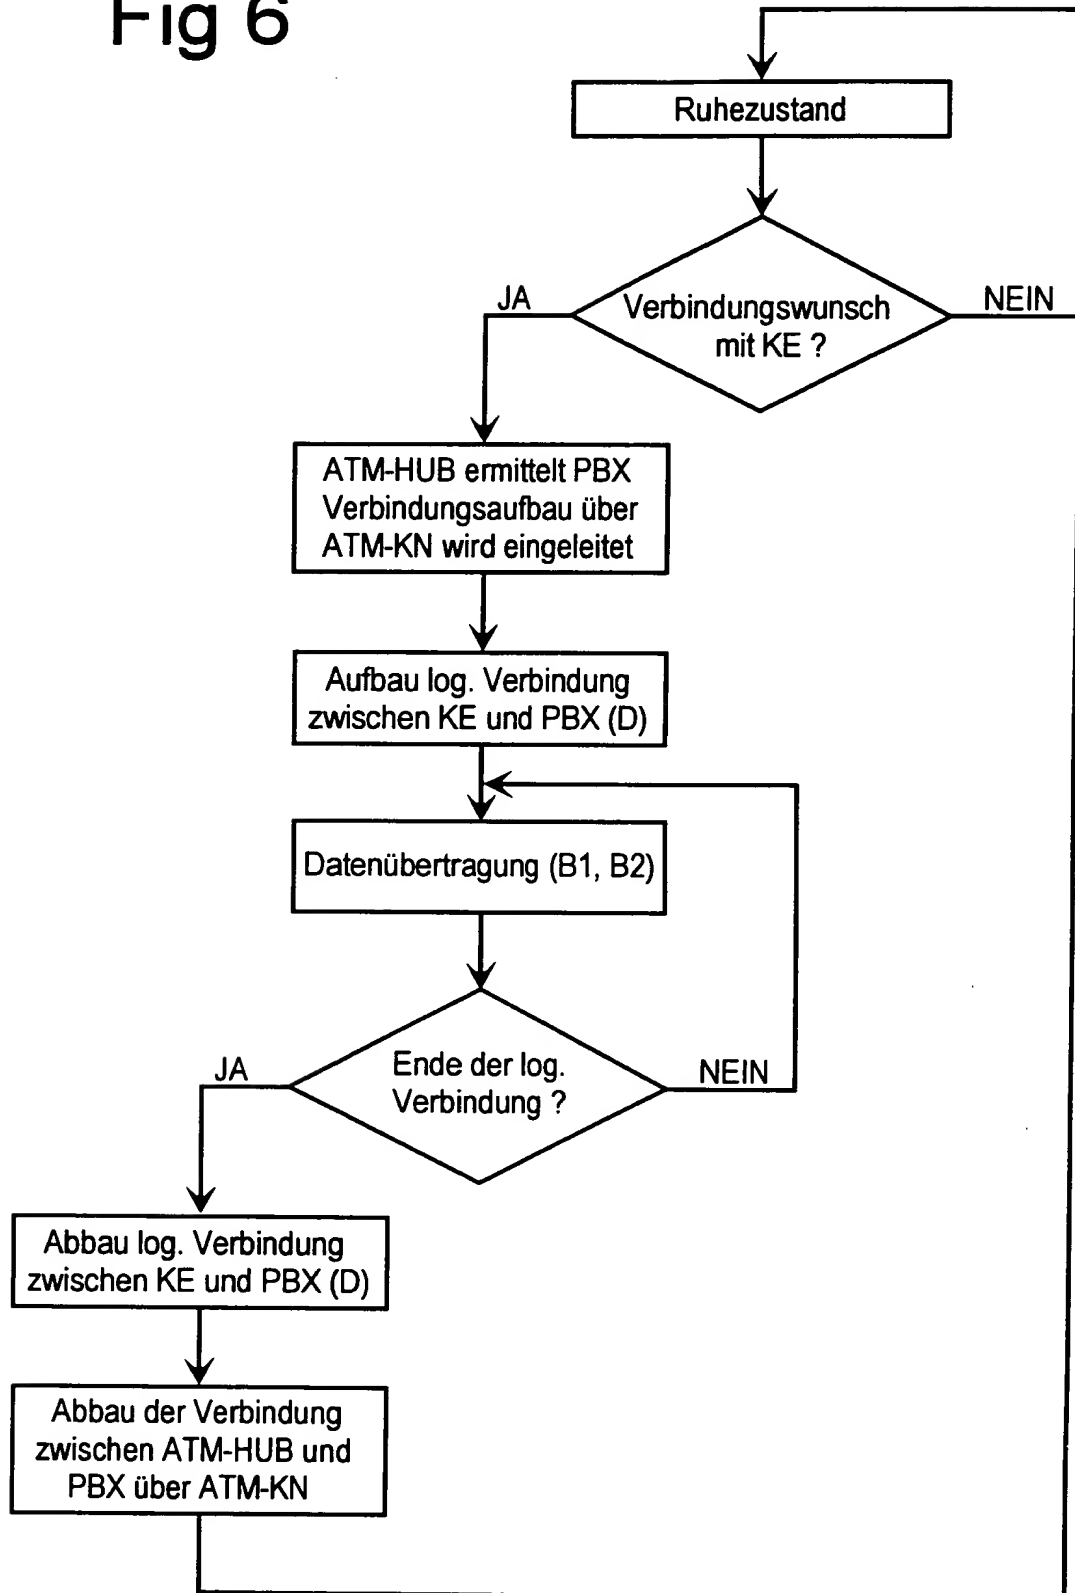 Fig 6
Ruhezustand
JA
Verbindungswunsch
mit KE ?
NEIN
ATM-HUB ermittelt PBX
Verbindungsaufbau über
ATM-KN wird eingeleitet
Aufbau log. Verbindung
zwischen KE und PBX (D)
Datenübertragung (B1, B2)
JA
Ende der log.
Verbindung ?
NEIN
Abbau log. Verbindung
zwischen KE und PBX (D)
Abbau der Verbindung
zwischen ATM-HUB und
PBX über ATM-KN